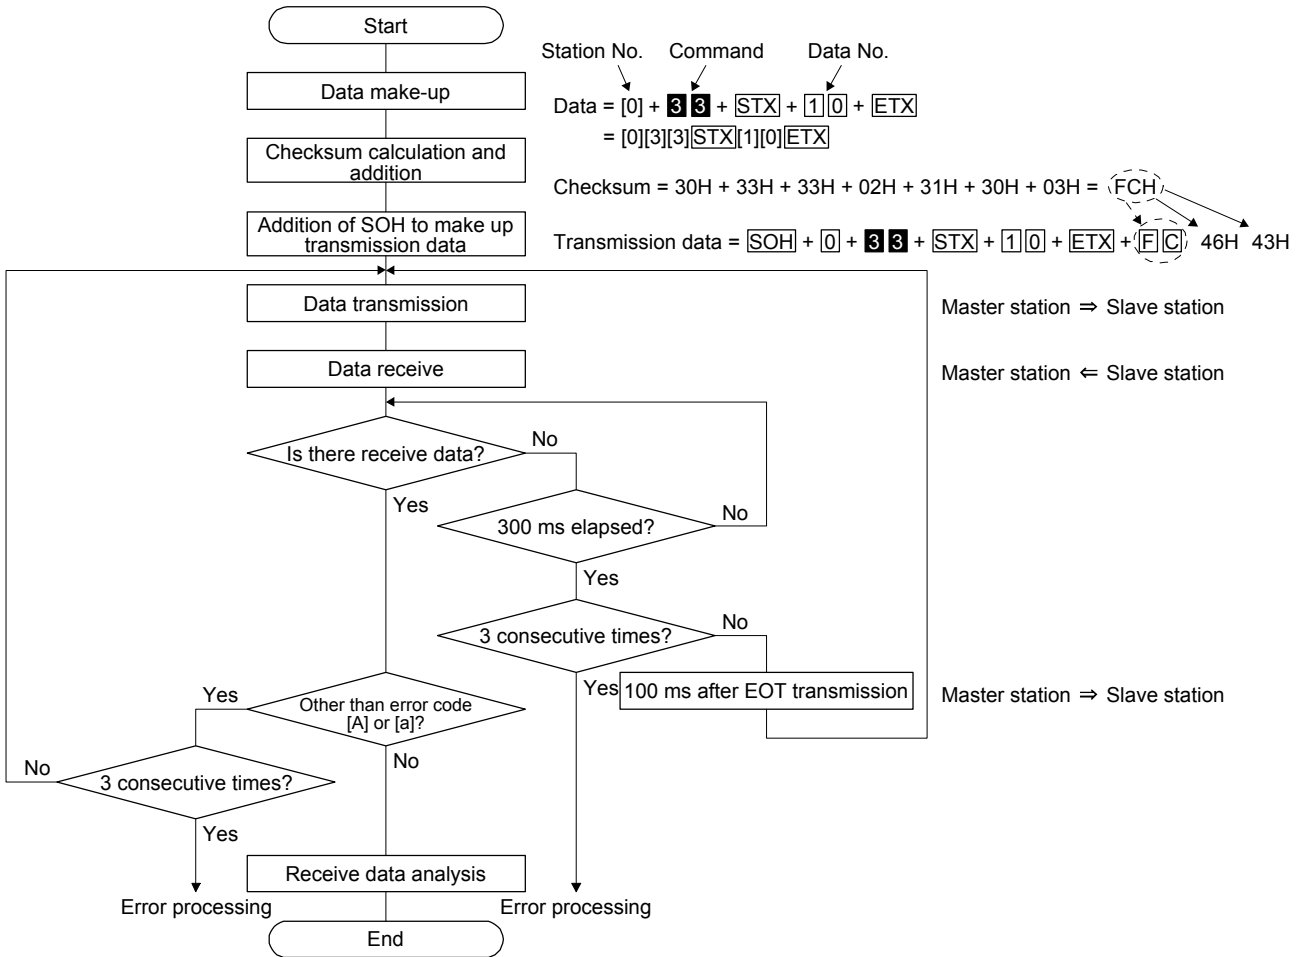 Start
Station No. Command Data No.
Data make-up
Data = [0] + 3 3 + STX + 1 0 + ETX
= [0][3][3]STX[1][0]ETX
Checksum calculation and
addition
Checksum = 30H + 33H + 33H + 02H + 31H + 30H + 03H = FCH
Addition of SOH to make up
transmission data
Transmission data = SOH + 0 + 3 3 + STX + 1 0 + ETX + F C 46H 43H
Data transmission
Master station ⇒ Slave station
Data receive
Master station ⇐ Slave station
Is there receive data?
No
Yes
300 ms elapsed?
No
Yes
3 consecutive times?
No
Yes
100 ms after EOT transmission
Master station ⇒ Slave station
Other than error code
[A] or [a]?
Yes
No
3 consecutive times?
No
Yes
Receive data analysis
Error processing
Error processing
End